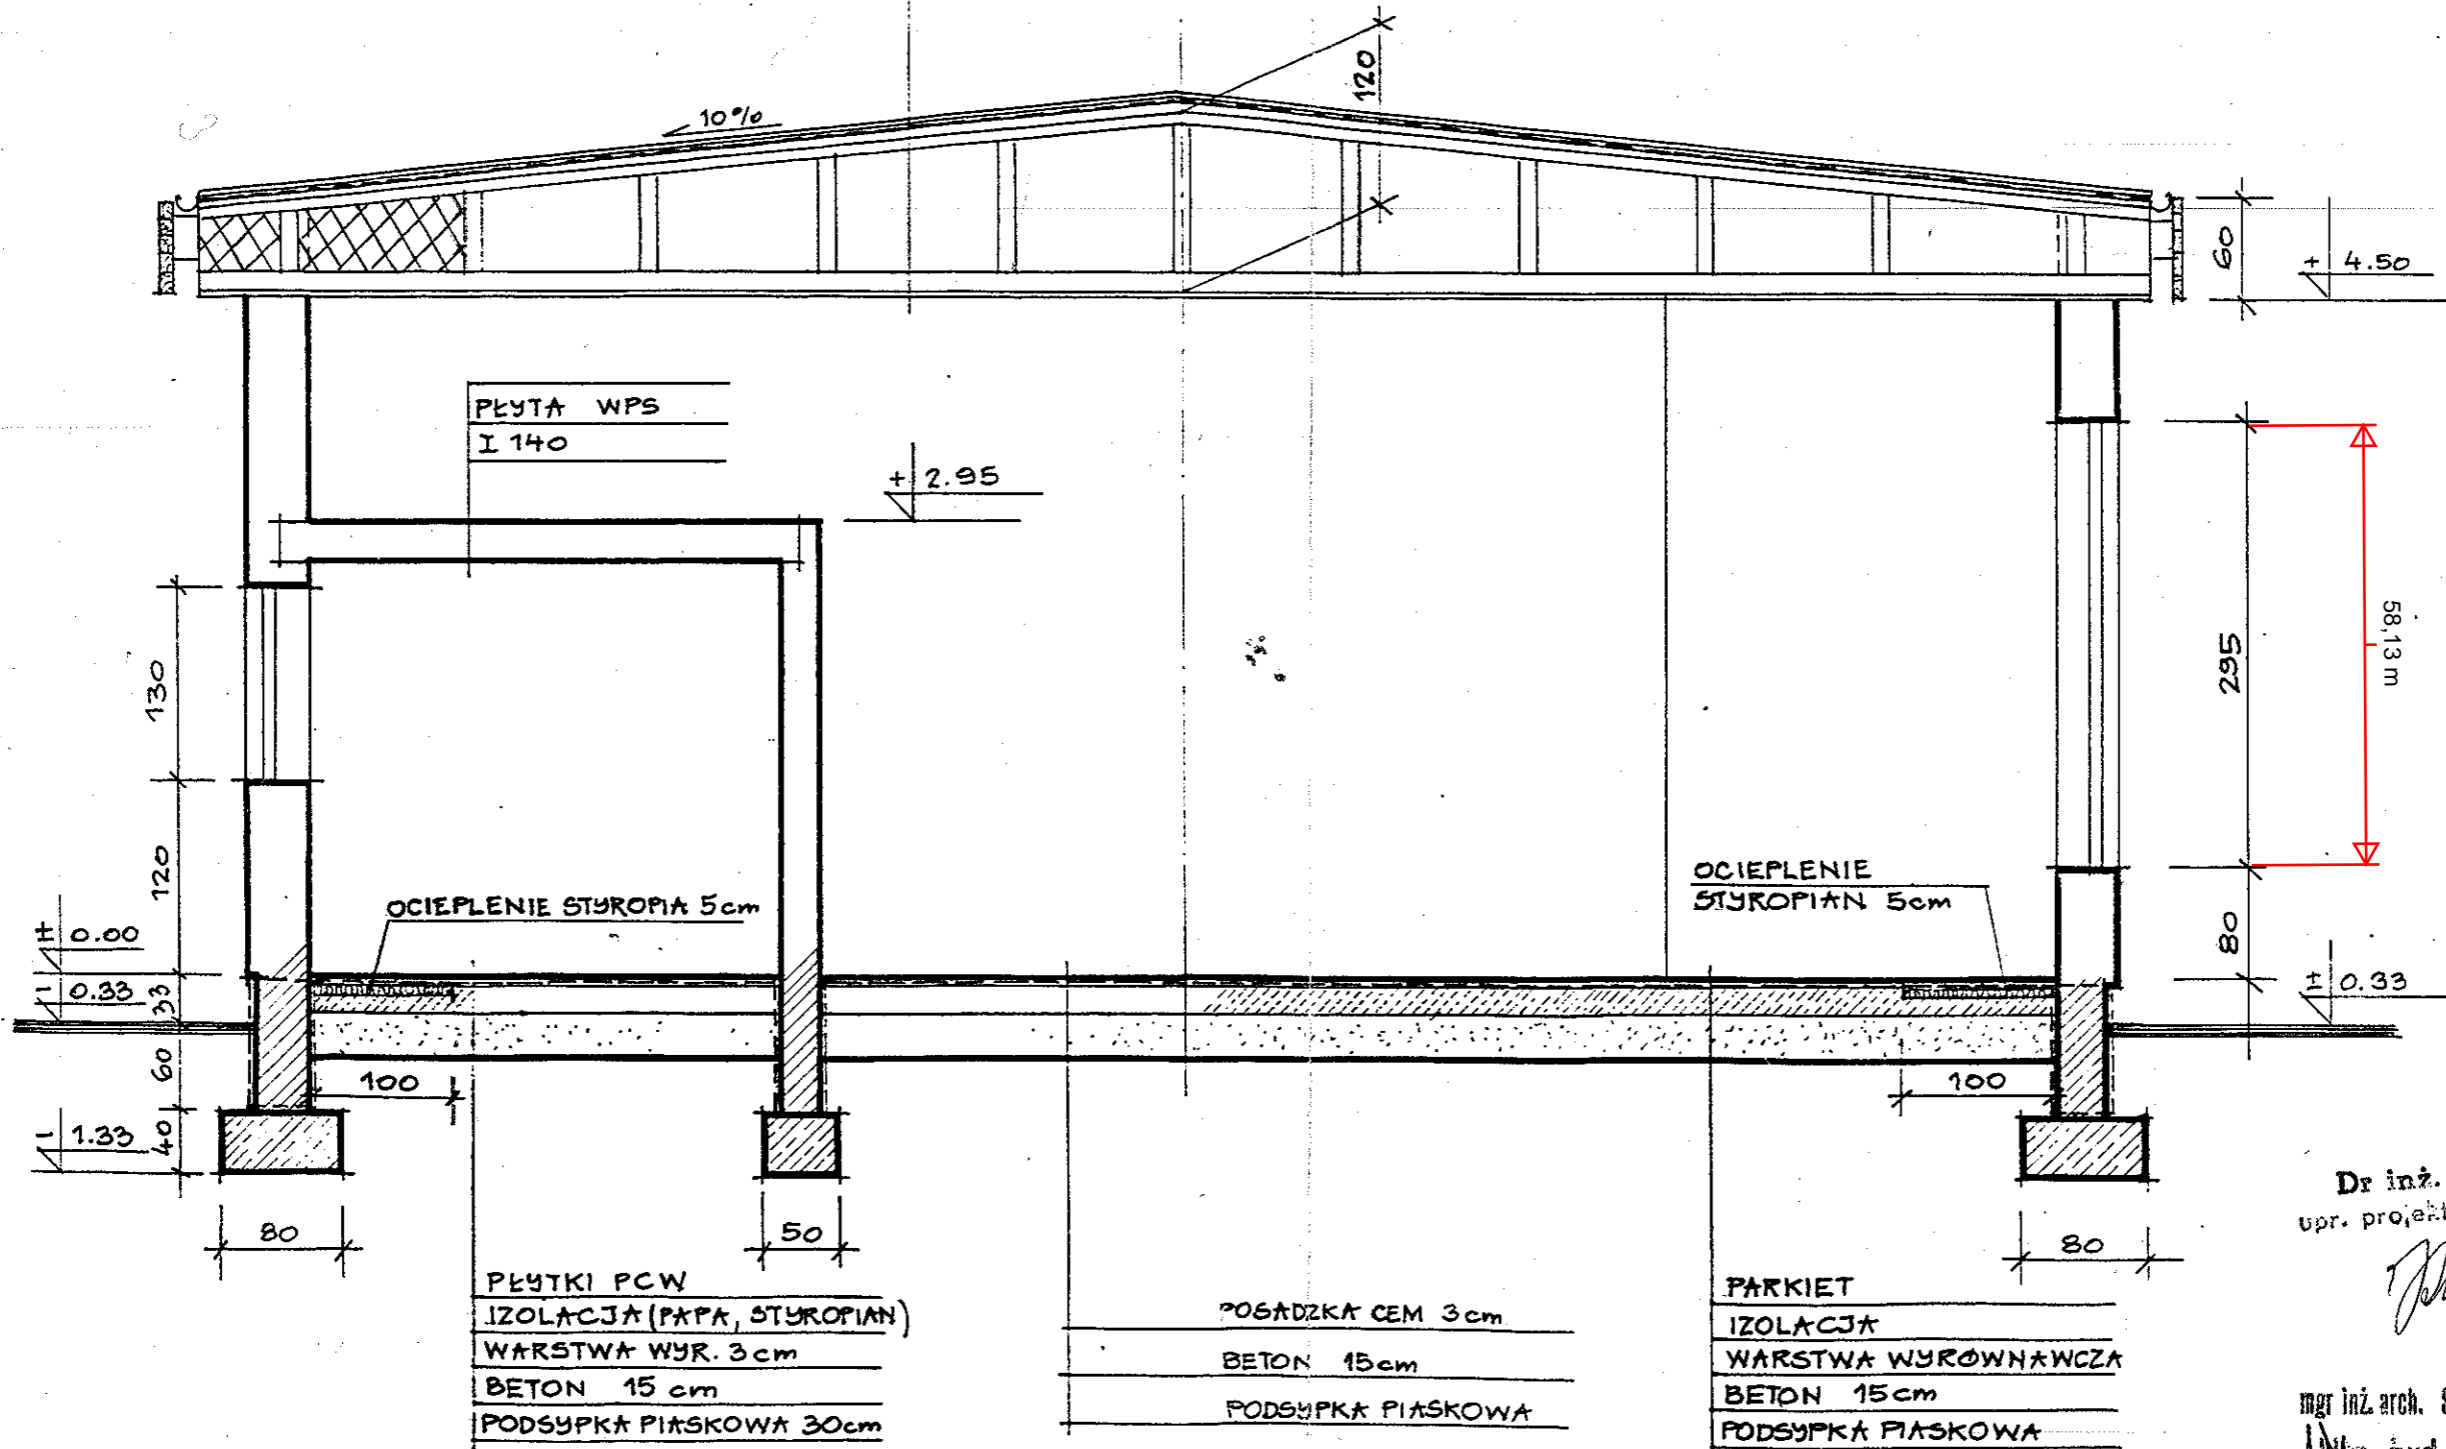 120
10%
60
+ 4.50
PŁYTA WPS
I 140
+ 2.95
130
295
58,13 m
120
OCIEPLENIE STYROPIA 5cm
OCIEPLENIE
STYROPIAN 5cm
80
± 0.00
- 0.33
33
± 0.33
60
100
100
- 1.33
40
80
50
80
Dr inż.
upr. projekt
PŁYTKI PCW
IZOLACJA (PAPA, STYROPIAN)
WARSTWA WYR. 3cm
BETON 15 cm
PODSYPKA PIASKOWA 30cm
POSADZKA CEM 3cm
BETON 15cm
PODSYPKA PIASKOWA
PARKIET
IZOLACJA
WARSTWA WYRÓWNAWCZA
BETON 15cm
PODSYPKA PIASKOWA
mgr inż. arch.